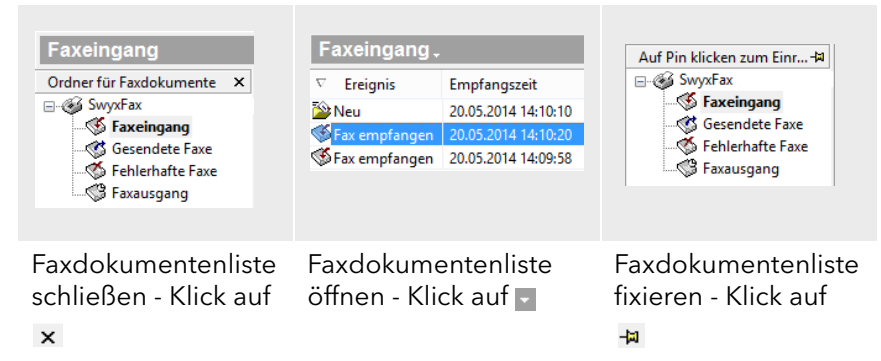 Faxeingang
Ordner für Faxdokumente
SwyxFax
Faxeingang
Gesendete Faxe
Fehlerhafte Faxe
Faxausgang
Faxeingang
Ereignis Empfangszeit
Neu 20.05.2014 14:10:10
Fax empfangen 20.05.2014 14:10:20
Fax empfangen 20.05.2014 14:09:58
Auf Pin klicken zum Einr...
SwyxFax
Faxeingang
Gesendete Faxe
Fehlerhafte Faxe
Faxausgang
Faxdokumentenliste
schließen - Klick auf
Faxdokumentenliste
öffnen - Klick auf
Faxdokumentenliste
fixieren - Klick auf